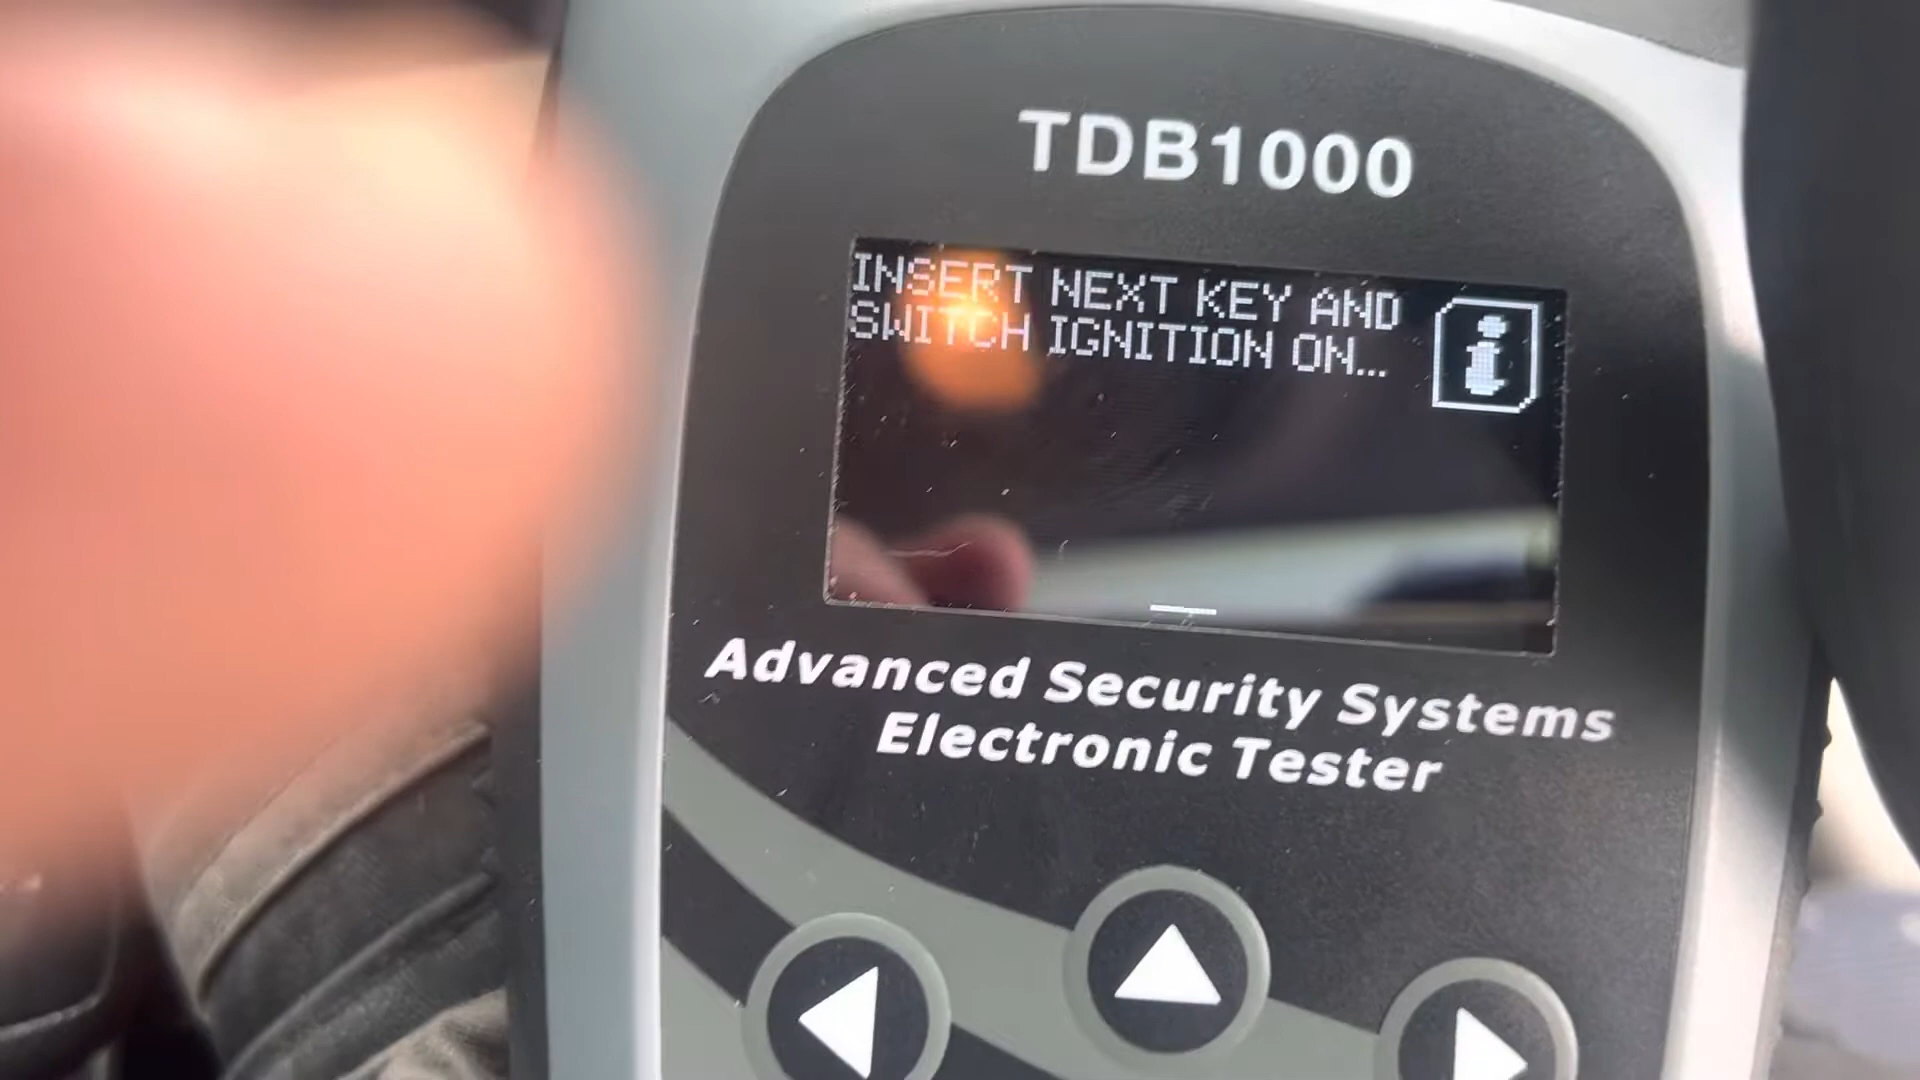 TDB1000
INSERT NEXT KEY AND
SWITCH IGNITION ON...
i
Advanced Security Systems
Electronic Tester